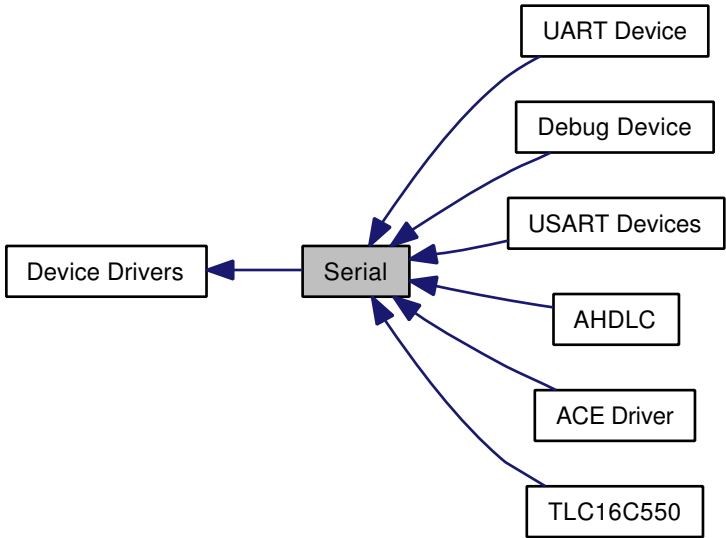 UART Device
Debug Device
USART Devices
Device Drivers
Serial
AHDLC
ACE Driver
TLC16C550